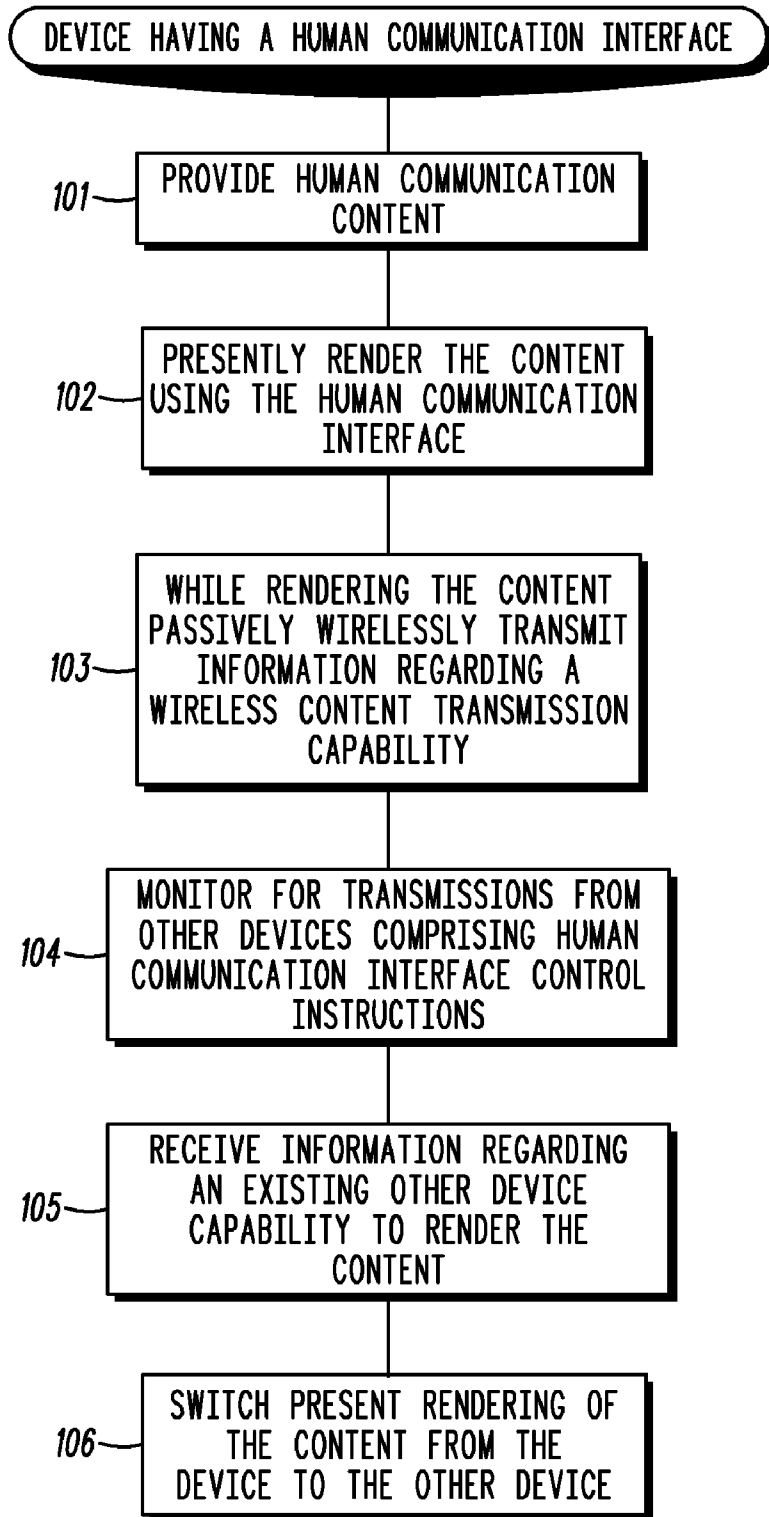 DEVICE HAVING A HUMAN COMMUNICATION INTERFACE
101
PROVIDE HUMAN COMMUNICATION
CONTENT
102
PRESENTLY RENDER THE CONTENT
USING THE HUMAN COMMUNICATION
INTERFACE
103
WHILE RENDERING THE CONTENT
PASSIVELY WIRELESSLY TRANSMIT
INFORMATION REGARDING A
WIRELESS CONTENT TRANSMISSION
CAPABILITY
104
MONITOR FOR TRANSMISSIONS FROM
OTHER DEVICES COMPRISING HUMAN
COMMUNICATION INTERFACE CONTROL
INSTRUCTIONS
105
RECEIVE INFORMATION REGARDING
AN EXISTING OTHER DEVICE
CAPABILITY TO RENDER THE
CONTENT
106
SWITCH PRESENT RENDERING OF
THE CONTENT FROM THE
DEVICE TO THE OTHER DEVICE